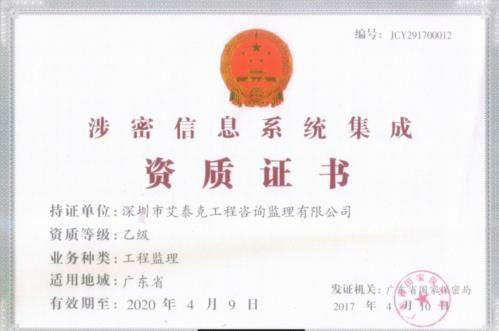 编号：JCY291700012
涉密信息系统集成
资质证书
持证单位：深圳市艾泰克工程咨询监理有限公司
资质等级：乙级
业务种类：工程监理
适用地域：广东省
发证机关：广东省国家保密局
有效期至：2020 年 4 月 9 日
2017 年 4 月 10 日